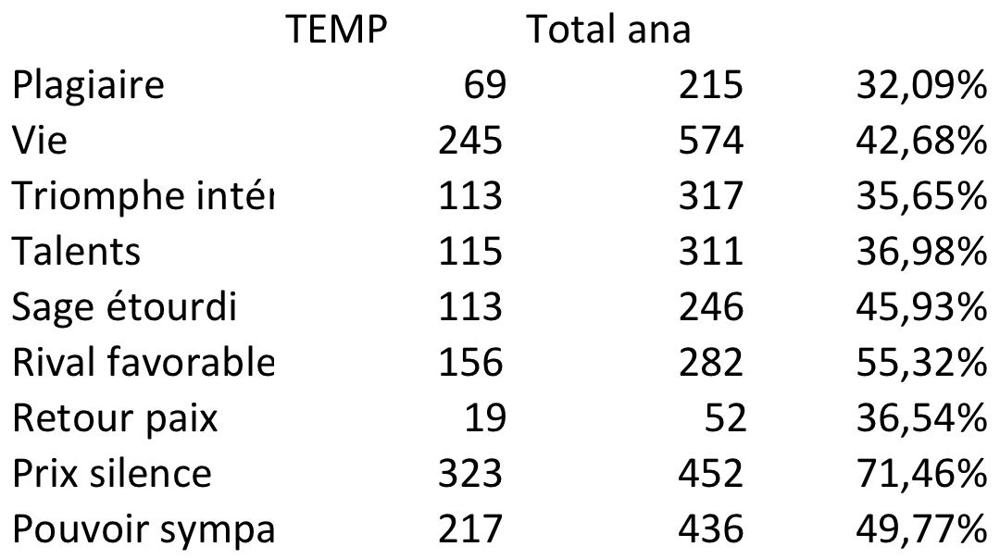 TEMP Total ana
Plagiaire 69 215 32,09%
Vie 245 574 42,68%
Triomphe intér 113 317 35,65%
Talents 115 311 36,98%
Sage étourdi 113 246 45,93%
Rival favorable 156 282 55,32%
Retour paix 19 52 36,54%
Prix silence 323 452 71,46%
Pouvoir sympa 217 436 49,77%